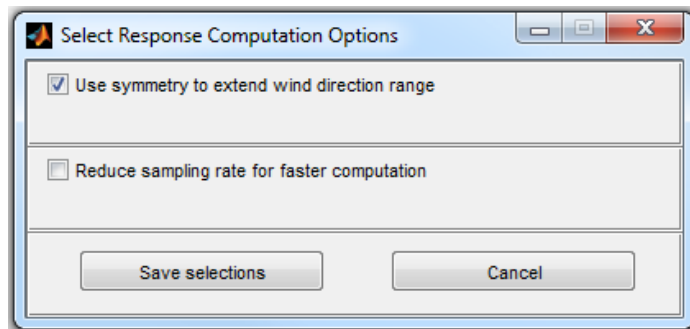 Select Response Computation Options
Use symmetry to extend wind direction range
Reduce sampling rate for faster computation
Save selections
Cancel